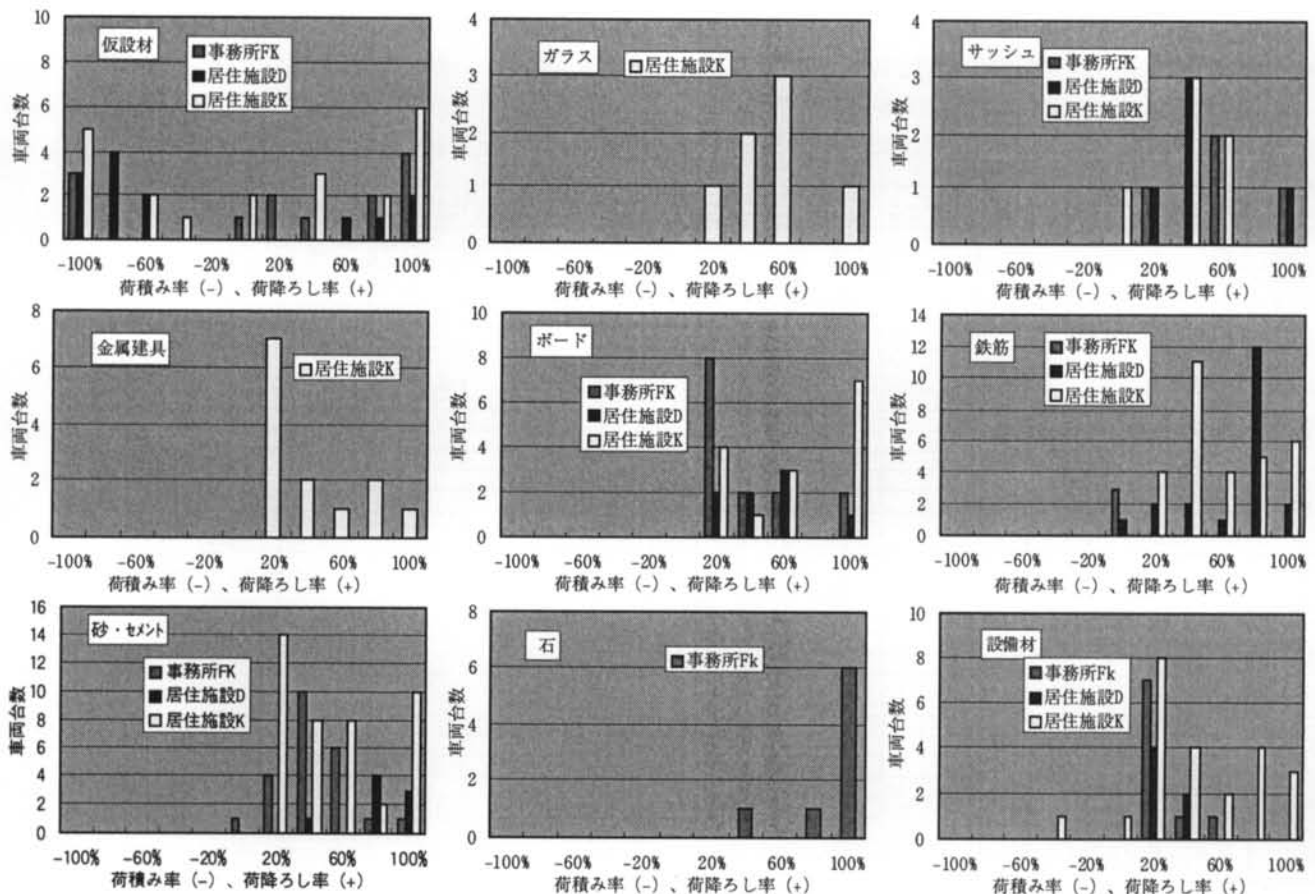 仮設材
事務所FK
居住施設D
居住施設K
車両台数
10
8
6
4
2
0
-100% -60% -20% 20% 60% 100%
荷積み率（-）、荷降ろし率（+）
ガラス
居住施設K
車両台数
4
3
2
1
0
-100% -60% -20% 20% 60% 100%
荷積み率（-）、荷降ろし率（+）
サッシュ
事務所FK
居住施設D
居住施設K
車両台数
4
3
2
1
0
-100% -60% -20% 20% 60% 100%
荷積み率（-）、荷降ろし率（+）
金属建具
居住施設K
車両台数
8
6
4
2
0
-100% -60% -20% 20% 60% 100%
荷積み率（-）、荷降ろし率（+）
ボード
事務所FK
居住施設D
居住施設K
車両台数
10
8
6
4
2
0
-100% -60% -20% 20% 60% 100%
荷積み率（-）、荷降ろし率（+）
鉄筋
事務所FK
居住施設D
居住施設K
車両台数
14
12
10
8
6
4
2
0
-100% -60% -20% 20% 60% 100%
荷積み率（-）、荷降ろし率（+）
砂・セメント
事務所FK
居住施設D
居住施設K
車両台数
16
14
12
10
8
6
4
2
0
-100% -60% -20% 20% 60% 100%
荷積み率（-）、荷降ろし率（+）
石
事務所Fk
車両台数
8
6
4
2
0
-100% -60% -20% 20% 60% 100%
荷積み率（-）、荷降ろし率（+）
設備材
事務所Fk
居住施設D
居住施設K
車両台数
10
8
6
4
2
0
-100% -60% -20% 20% 60% 100%
荷積み率（-）、荷降ろし率（+）